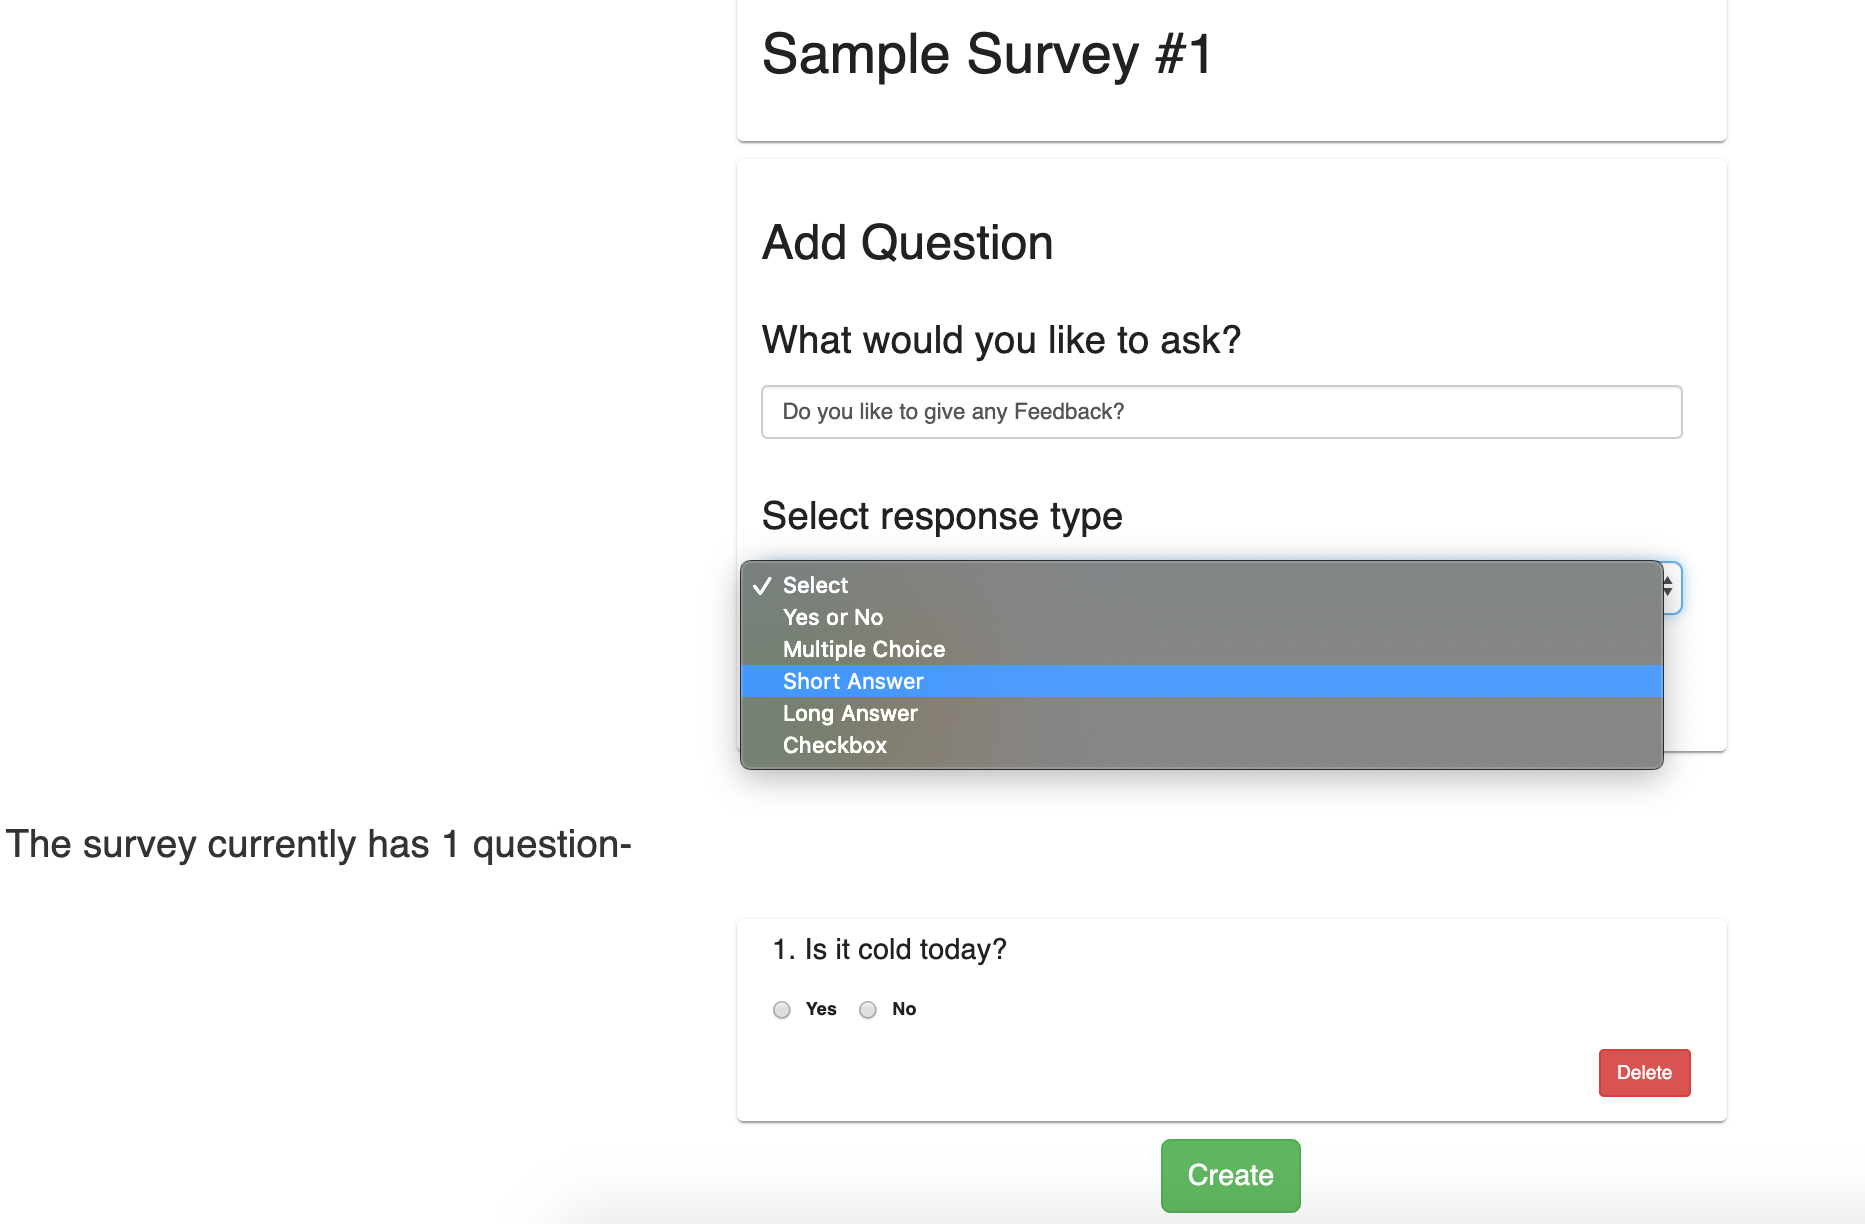 Sample Survey #1
Add Question
What would you like to ask?
Do you like to give any Feedback?
Select response type
✓ Select
Yes or No
Multiple Choice
Short Answer
Long Answer
Checkbox
The survey currently has 1 question-
1. Is it cold today?
Yes No
Delete
Create